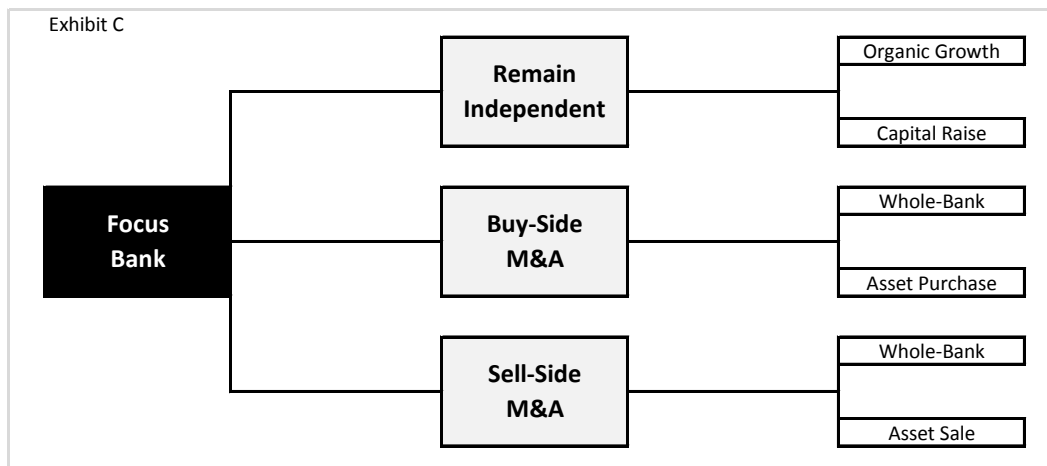 Exhibit C
Focus
Bank
Remain
Independent
Organic Growth
Capital Raise
Buy-Side
M&A
Whole-Bank
Asset Purchase
Sell-Side
M&A
Whole-Bank
Asset Sale